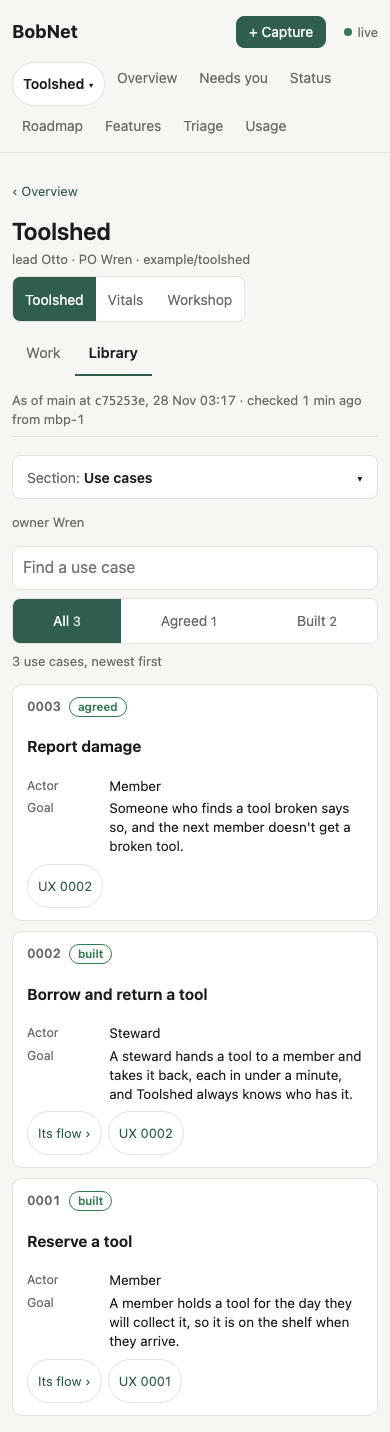 BobNet
+ Capture
live
Toolshed ▾
Overview
Needs you
Status
Roadmap
Features
Triage
Usage
‹ Overview
Toolshed
lead Otto · PO Wren · example/toolshed
Toolshed
Vitals
Workshop
Work
Library
As of main at c75253e, 28 Nov 03:17 · checked 1 min ago
from mbp-1
Section: Use cases ▾
owner Wren
Find a use case
All 3
Agreed 1
Built 2
3 use cases, newest first
0003 agreed
Report damage
Actor Member
Goal Someone who finds a tool broken says
so, and the next member doesn't get a
broken tool.
UX 0002
0002 built
Borrow and return a tool
Actor Steward
Goal A steward hands a tool to a member and
takes it back, each in under a minute,
and Toolshed always knows who has it.
Its flow ›
UX 0002
0001 built
Reserve a tool
Actor Member
Goal A member holds a tool for the day they
will collect it, so it is on the shelf when
they arrive.
Its flow ›
UX 0001